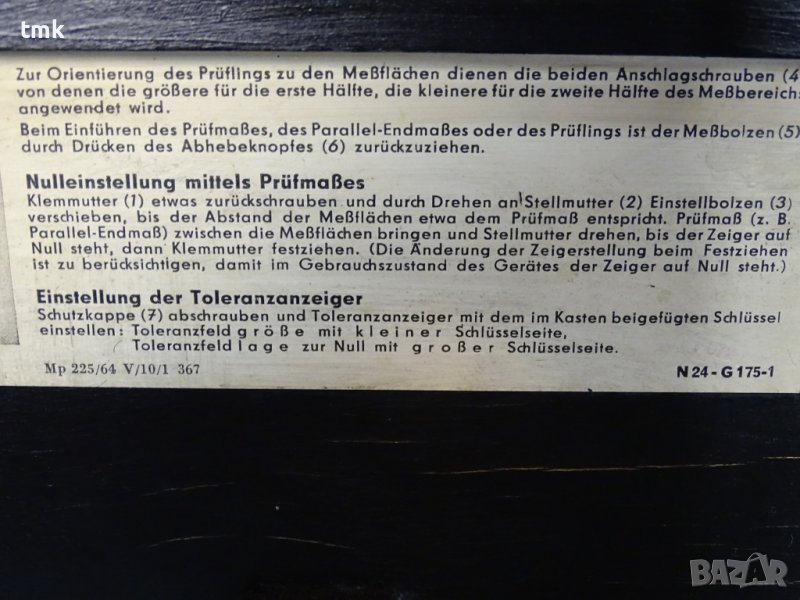 tmk
Zur Orientierung des Prüflings zu den Meßflächen dienen die beiden Anschlagschrauben (4
von denen die größere für die erste Hälfte, die kleinere für die zweite Hälfte des Meßbereichs
angewendet wird.
Beim Einführen des Prüfmaßes, des Parallel-Endmaßes oder des Prüflings ist der Meßbolzen (5)
durch Drücken des Abhebeknopfes (6) zurückzuziehen.
Nulleinstellung mittels Prüfmaßes
Klemmutter (1) etwas zurückschrauben und durch Drehen an Stellmutter (2) Einstellbolzen (3)
verschieben, bis der Abstand der Meßflächen etwa dem Prüfmaß entspricht. Prüfmaß (z. B.
Parallel-Endmaß) zwischen die Meßflächen bringen und Stellmutter drehen, bis der Zeiger auf
Null steht, dann Klemmutter festziehen. (Die Änderung der Zeigerstellung beim Festziehen
ist zu berücksichtigen, damit im Gebrauchszustand des Gerätes der Zeiger auf Null steht.)
Einstellung der Toleranzanzeiger
Schutzkappe (7) abschrauben und Toleranzanzeiger mit dem im Kasten beigefügten Schlüssel
einstellen: Toleranzfeldgröße mit kleiner Schlüsselseite,
Toleranzfeldlage zur Null mit großer Schlüsselseite.
Mp 225/64 V/10/1 367
N 24 - G 175-1
BAZAR